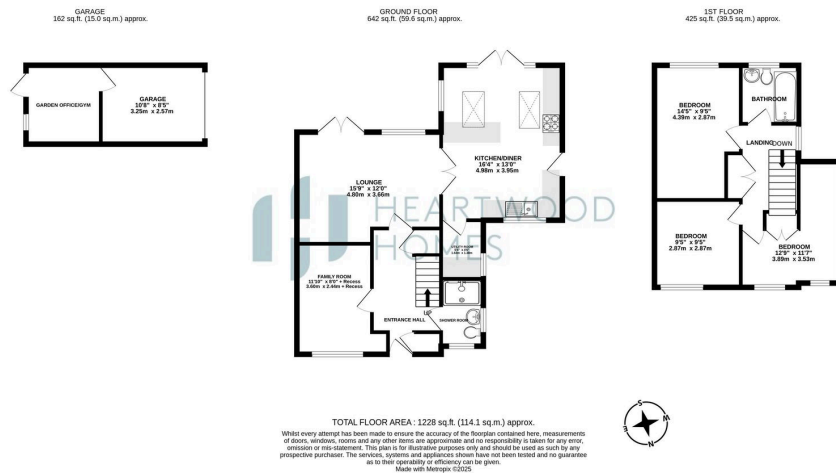 GARAGE
162 sq.ft. (15.0 sq.m.) approx.
GROUND FLOOR
642 sq.ft. (59.6 sq.m.) approx.
1ST FLOOR
425 sq.ft. (39.5 sq.m.) approx.
GARDEN OFFICE/GYM
GARAGE
10'8" x 8'5"
3.25m x 2.57m
KITCHEN/DINER
16'4" x 13'0"
4.98m x 3.95m
LOUNGE
15'9" x 12'0"
4.80m x 3.66m
UTILITY ROOM
FAMILY ROOM
11'10" x 8'0" + Recess
3.60m x 2.44m + Recess
ENTRANCE HALL
UP
SHOWER ROOM
BEDROOM
14'5" x 9'5"
4.39m x 2.87m
BATHROOM
LANDING
DOWN
BEDROOM
9'5" x 9'5"
2.87m x 2.87m
BEDROOM
12'9" x 11'7"
3.89m x 3.53m
HEARTWOOD
HOMES
S
W
E
N
TOTAL FLOOR AREA : 1228 sq.ft. (114.1 sq.m.) approx.
Whilst every attempt has been made to ensure the accuracy of the floorplan contained here, measurements
of doors, windows, rooms and any other items are approximate and no responsibility is taken for any error,
omission or mis-statement. This plan is for illustrative purposes only and should be used as such by any
prospective purchaser. The services, systems and appliances shown have not been tested and no guarantee
as to their operability or efficiency can be given.
Made with Metropix ©2025